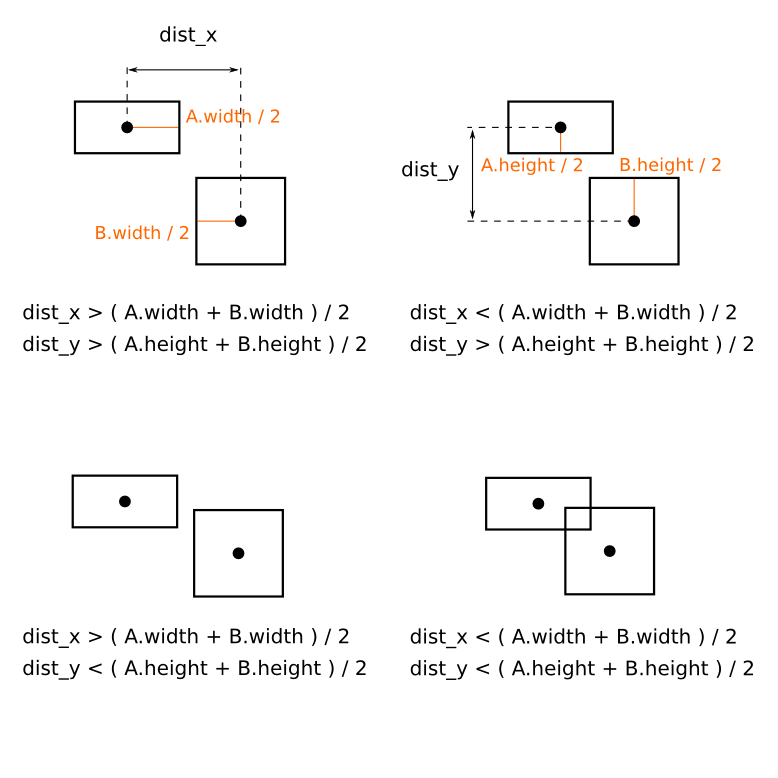 dist_x
A.width / 2
B.width / 2
dist_x > ( A.width + B.width ) / 2
dist_y > ( A.height + B.height ) / 2
dist_y
A.height / 2
B.height / 2
dist_x < ( A.width + B.width ) / 2
dist_y > ( A.height + B.height ) / 2
dist_x > ( A.width + B.width ) / 2
dist_y < ( A.height + B.height ) / 2
dist_x < ( A.width + B.width ) / 2
dist_y < ( A.height + B.height ) / 2